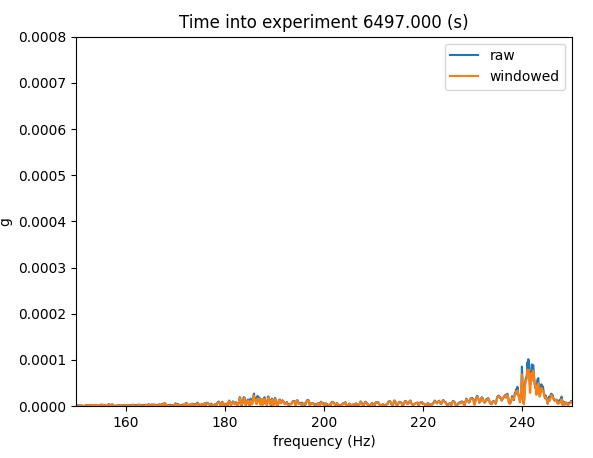 Time into experiment 6497.000 (s)
0.0008
0.0007
0.0006
0.0005
0.0004
0.0003
0.0002
0.0001
0.0000
g
raw
windowed
160 180 200 220 240
frequency (Hz)